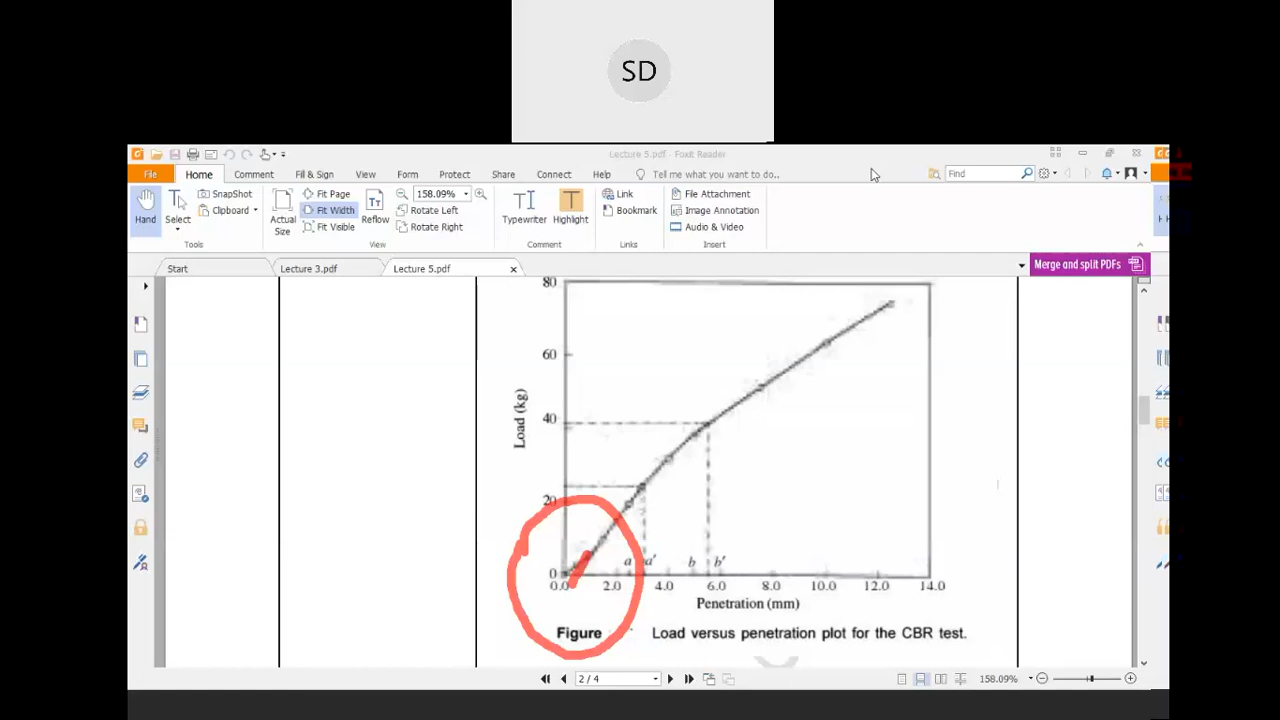 SD
Lecture 5.pdf - Foxit Reader
File Home Comment Fill & Sign View Form Protect Share Connect Help Tell me what you want to do.. Find
Hand
Select
SnapShot
Clipboard
Tools
Actual Size
Fit Page
Fit Width
Fit Visible
Reflow
158.09%
Rotate Left
Rotate Right
View
Typewriter
Highlight
Comment
Link
Bookmark
Links
File Attachment
Image Annotation
Audio & Video
Insert
Start Lecture 3.pdf Lecture 5.pdf Merge and split PDFs
80
60
40
20
0
Load (kg)
a a' b b'
0.0 2.0 4.0 6.0 8.0 10.0 12.0 14.0
Penetration (mm)
Figure Load versus penetration plot for the CBR test.
2 / 4 158.09%